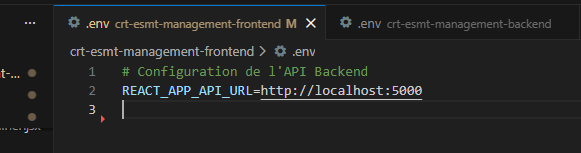 ... .env crt-esmt-management-frontend M × .env crt-esmt-management-backend
crt-esmt-management-frontend > .env
1 # Configuration de l'API Backend
2 REACT_APP_API_URL=http://localhost:5000
3